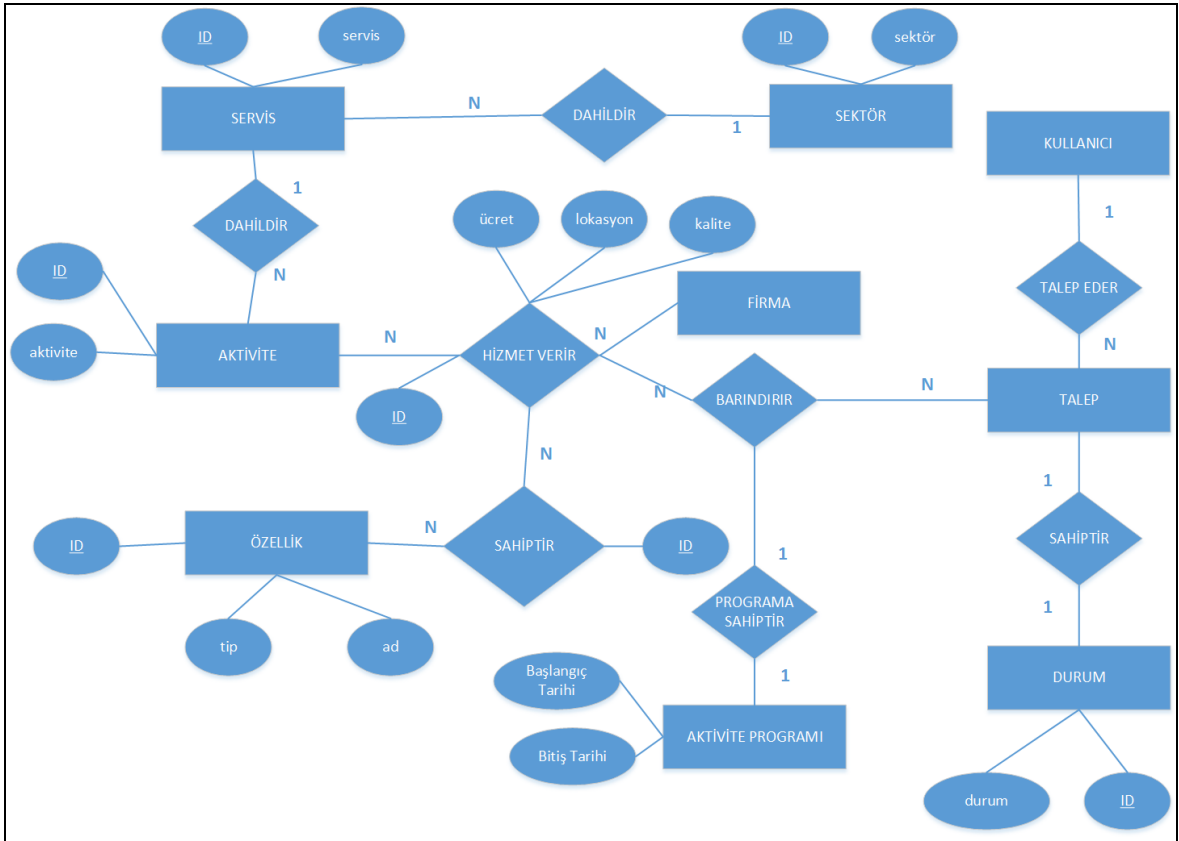 ID
servis
ID
sektör
SERVİS
N
DAHİLDİR
1
SEKTÖR
KULLANICI
1
DAHİLDİR
ücret
lokasyon
kalite
1
ID
N
TALEP EDER
FİRMA
aktivite
AKTİVİTE
N
HİZMET VERİR
N
N
ID
N
BARINDIRIR
N
TALEP
N
1
ID
ÖZELLİK
N
SAHİPTİR
ID
SAHİPTİR
1
1
tip
ad
PROGRAMA
SAHİPTİR
1
Başlangıç
Tarihi
DURUM
Bitiş Tarihi
AKTİVİTE PROGRAMI
durum
ID